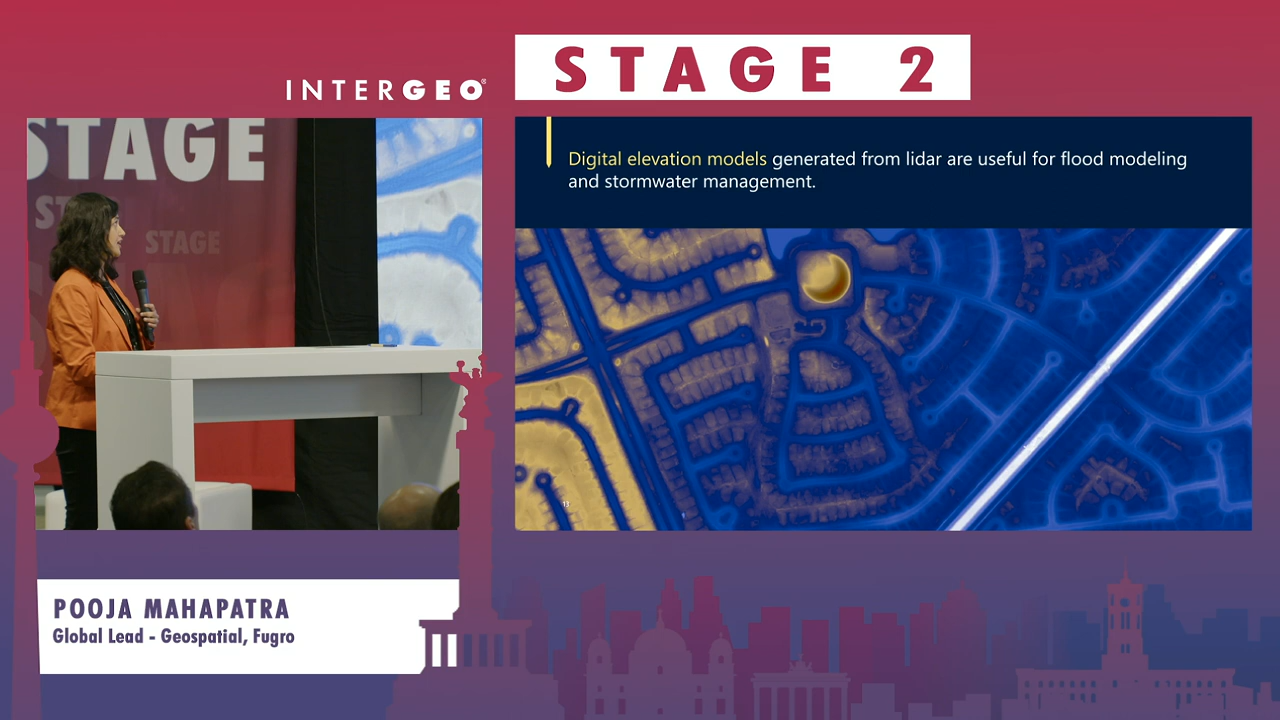 INTERGEO®
STAGE 2
STAGE
STAGE
Digital elevation models generated from lidar are useful for flood modeling
and stormwater management.
13
POOJA MAHAPATRA
Global Lead - Geospatial, Fugro